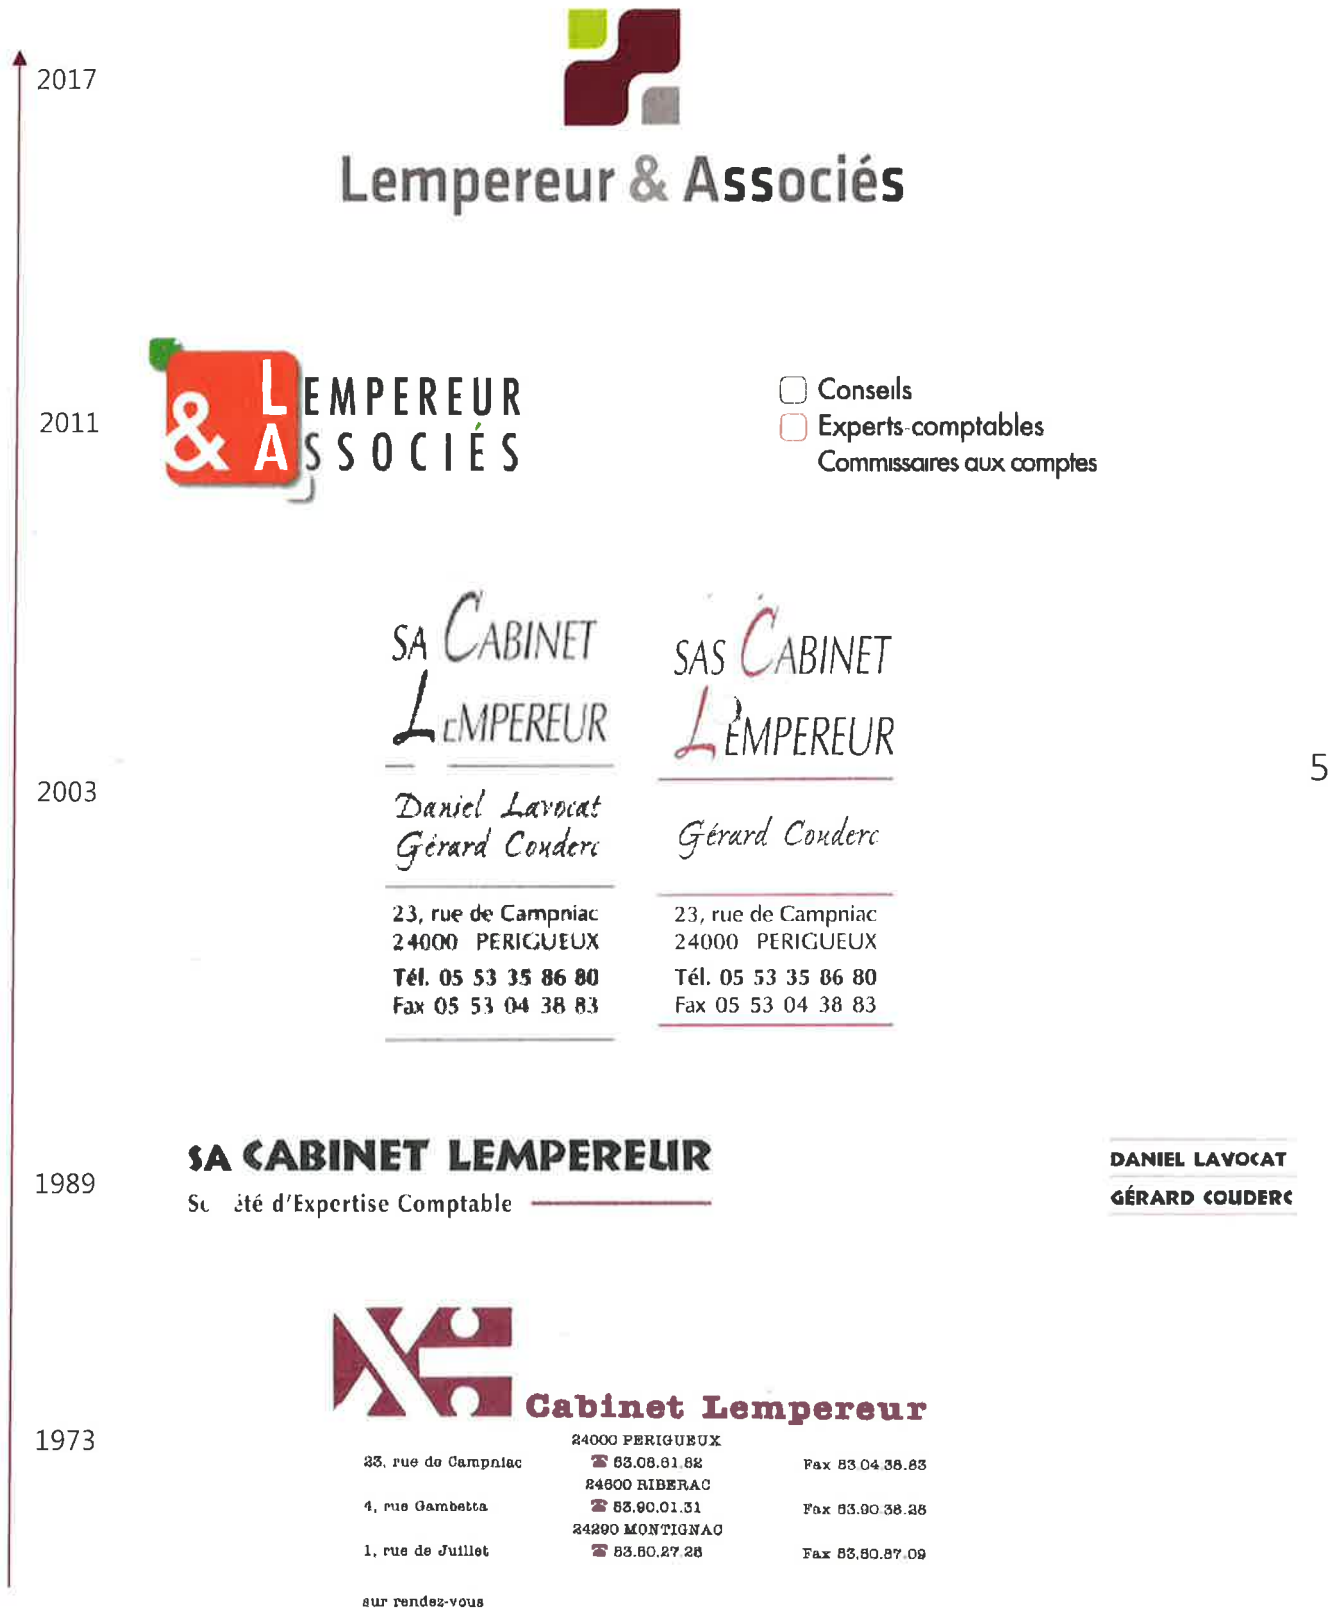 2017
Lempereur & Associés
2011
& LEMPEREUR
ASSOCIÉS
Conseils
Experts-comptables
Commissaires aux comptes
SA CABINET
LEMPEREUR
Daniel Lavocat
Gérard Couderc
23, rue de Campniac
24000 PERIGUEUX
Tél. 05 53 35 86 80
Fax 05 53 04 38 83
SAS CABINET
LEMPEREUR
Gérard Couderc
23, rue de Campniac
24000 PERIGUEUX
Tél. 05 53 35 86 80
Fax 05 53 04 38 83
2003
5
1989
SA CABINET LEMPEREUR
Société d'Expertise Comptable
DANIEL LAVOCAT
GÉRARD COUDERC
1973
Cabinet Lempereur
24000 PERIGUEUX
23, rue de Campniac ☎ 53.08.61.82 Fax 53.04.38.83
24600 RIBERAC
4, rue Gambetta ☎ 53.90.01.31 Fax 53.90.38.28
24290 MONTIGNAC
1, rue de Juillet ☎ 53.50.27.28 Fax 53.50.87.09
sur rendez-vous